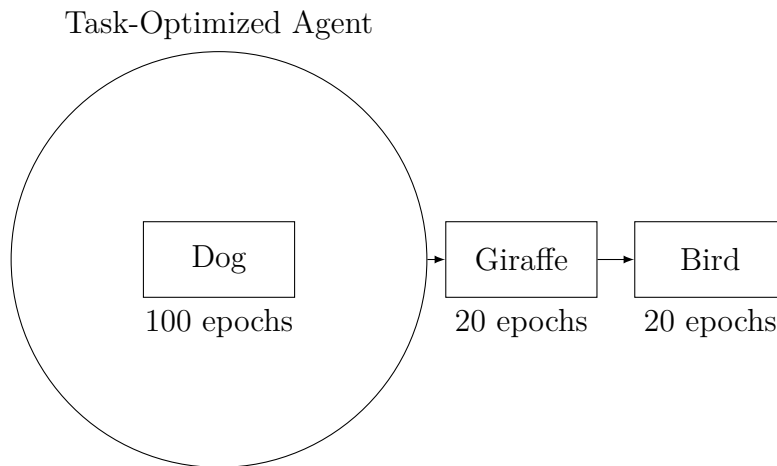 Task-Optimized Agent
Dog
100 epochs
Giraffe
20 epochs
Bird
20 epochs